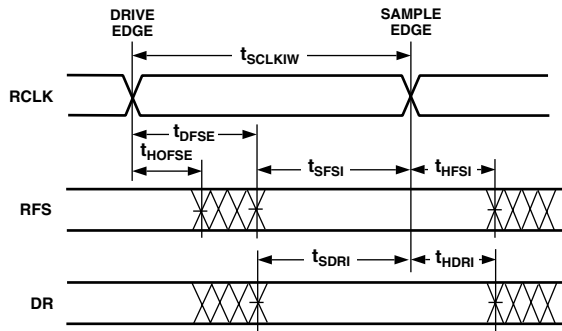 DRIVE
EDGE
SAMPLE
EDGE
tSCLKIW
RCLK
tDFSE
tHOFSE
tSFSI
tHFSI
RFS
tSDRI
tHDRI
DR